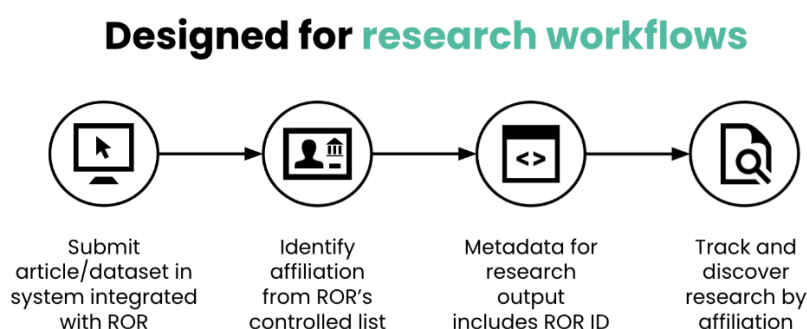 Designed for research workflows
<>
Submit
article/dataset in
system integrated
with ROR
Identify
affiliation
from ROR's
controlled list
Metadata for
research
output
includes ROR ID
Track and
discover
research by
affiliation